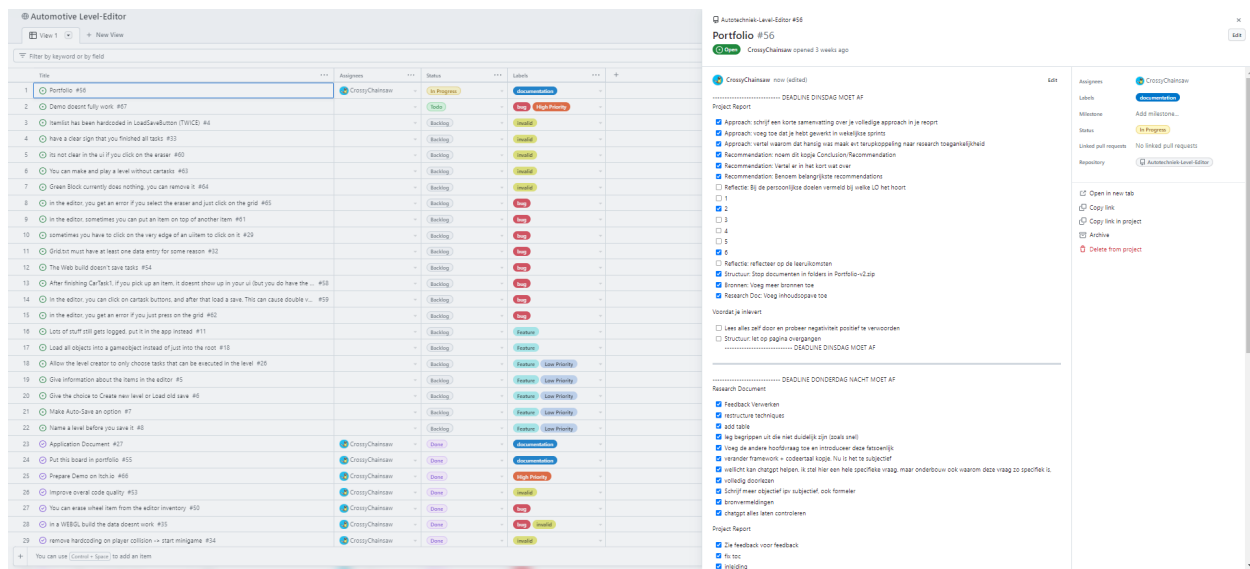 Automotive Level-Editor
View 1 + New View
Filter by keyword or by field
Title ... Assignees ... Status ... Labels ... +
1 Portfolio #56 CrossyChainsaw In Progress documentation
2 Demo doesnt fully work #67 Todo bug High Priority
3 itemlist has been hardcoded in LoadSaveButton (TWICE) #4 Backlog invalid
4 have a clear sign that you finished all tasks #33 Backlog invalid
5 its not clear in the ui if you click on the eraser #60 Backlog invalid
6 You can make and play a level without cartasks #63 Backlog invalid
7 Green Block currently does nothing, you can remove it #64 Backlog invalid
8 in the editor, you get an error if you select the eraser and just click on the grid #65 Backlog bug
9 in the editor, sometimes you can put an item on top of another item #61 Backlog bug
10 sometimes you have to click on the very edge of an uiitem to click on it #29 Backlog bug
11 Grid.txt must have at least one data entry for some reason #32 Backlog bug
12 The Web build doesn't save tasks #54 Backlog bug
13 After finishing CarTask1, if you pick up an item, it doesnt show up in your ui (but you do have the ... #58 Backlog bug
14 in the editor, you can click on cartask buttons, and after that load a save. This can cause double v... #59 Backlog bug
15 in the editor, you get an error if you just press on the grid #62 Backlog bug
16 Lots of stuff still gets logged, put it in the app instead #11 Backlog Feature
17 Load all objects into a gameobject instead of just into the root #18 Backlog Feature
18 Allow the level creator to only choose tasks that can be executed in the level #26 Backlog Feature Low Priority
19 Give information about the items in the editor #5 Backlog Feature Low Priority
20 Give the choice to Create new level or Load old save #6 Backlog Feature Low Priority
21 Make Auto-Save an option #7 Backlog Feature Low Priority
22 Name a level before you save it #8 Backlog Feature Low Priority
23 Application Document #27 CrossyChainsaw Done documentation
24 Put this board in portfolio #55 CrossyChainsaw Done documentation
25 Prepare Demo on Itch.io #66 CrossyChainsaw Done High Priority
26 Improve overal code quality #53 CrossyChainsaw Done invalid
27 You can erase wheel item from the editor inventory #50 CrossyChainsaw Done bug
28 In a WEBGL build the data doesnt work #35 CrossyChainsaw Done bug invalid
29 remove hardcoding on player collision -> start minigame #34 CrossyChainsaw Done invalid
+ You can use Control + Space to add an item
Autotechniek-Level-Editor #56
Portfolio #56 Edit
Open CrossyChainsaw opened 3 weeks ago
CrossyChainsaw now (edited) Edit
---------------------------- DEADLINE DINSDAG MOET AF
Project Report
Approach: schrijf een korte samenvatting over je volledige approach in je reoprt
Approach: voeg toe dat je hebt gewerkt in wekelijkse sprints
Approach: vertel waarom dat handig was maak evt terupkoppeling naar research toegankelijkheid
Recommendation: noem dit kopje Conclusion/Recommendation
Recommendation: Vertel er in het kort wat over
Recommendation: Benoem belangrijkste recommendations
Reflectie: Bij de persoonlijke doelen vermeld bij welke LO het hoort
1
2
3
4
5
6
Reflectie: reflecteer op de leeruikomsten
Structuur: Stop documenten in folders in Portfolio-v2.zip
Bronnen: Voeg meer bronnen toe
Research Doc: Voeg inhoudsopave toe
Voordat je inlevert
Lees alles zelf door en probeer negativiteit positief te verwoorden
Structuur: let op pagina overgangen
---------------------------- DEADLINE DINSDAG MOET AF
---------------------------- DEADLINE DONDERDAG NACHT MOET AF
Research Document
Feedback Verwerken
restructure techniques
add table
leg begrippen uit die niet duidelijk zijn (zoals snel)
Voeg de andere hoofdvraag toe en introduceer deze fatsoenlijk
verander framework + codeertaal kopje. Nu is het te subjectief
wellicht kan chatgpt helpen. ik stel hier een hele specifieke vraag, maar onderbouw ook waarom deze vraag zo specifiek is
volledig doorlezen
Schrijf meer objectief ipv subjectief, ook formeler
bronvermeldingen
chatgpt alles laten controleren
Project Report
Zie feedback voor feedback
fix toc
inleiding
Assignees CrossyChainsaw
Labels documentation
Milestone Add milestone...
Status In Progress
Linked pull requests No linked pull requests
Repository Autotechniek-Level-Editor
Open in new tab
Copy link
Copy link in project
Archive
Delete from project